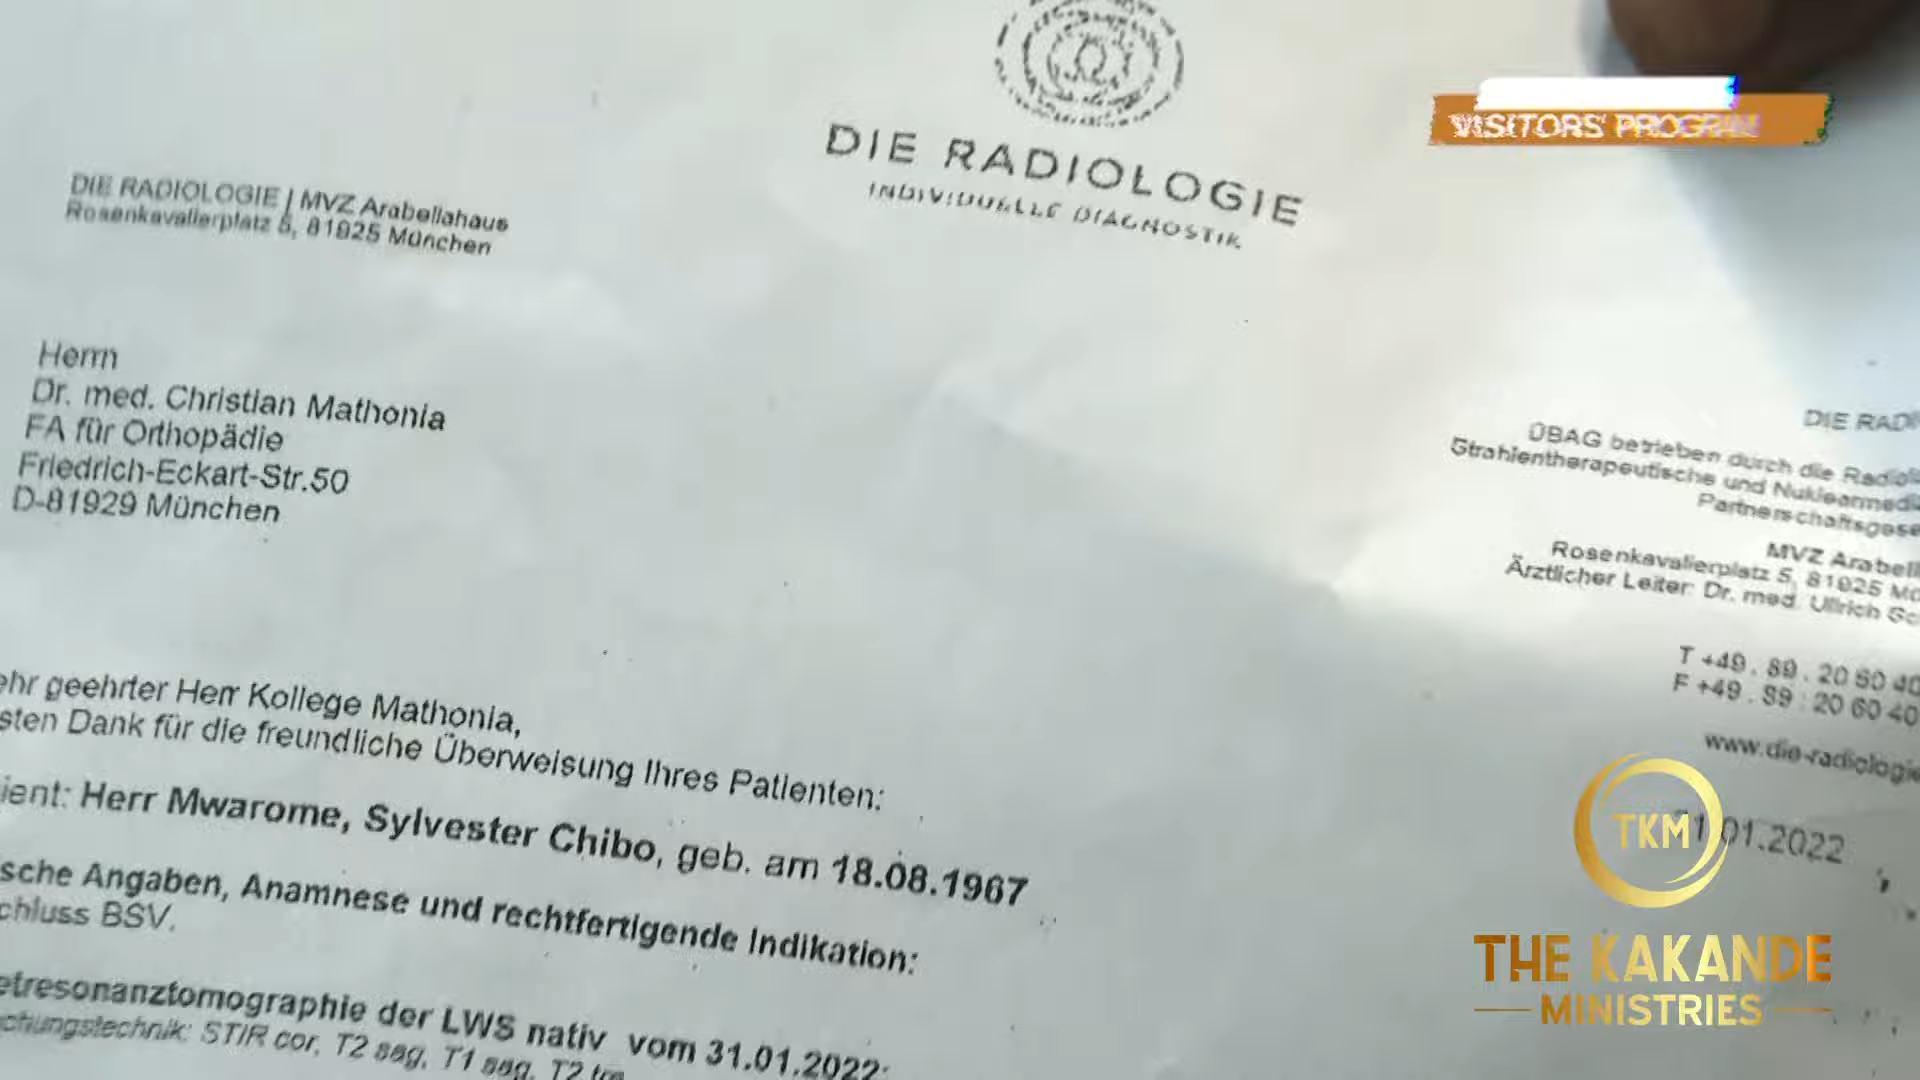 DIE RADIOLOGIE
INDIVIDUELLE DIAGNOSTIK
VISITORS'
DIE RADIOLOGIE | MVZ Arabellahaus
Rosenkavalierplatz 5, 81925 München
Herrn
Dr. med. Christian Mathonia
FA für Orthopädie
Friedrich-Eckart-Str.50
D-81929 München
DIE RADI
ÜBAG betrieben durch die Radiol
Strahlentherapeutische und Nuklearmedi
Partnerschaftsgese
MVZ Arabell
Rosenkavalierplatz 5, 81925 Mü
Ärztlicher Leiter: Dr. med. Ullrich Sc
T +49 . 89 . 20 60 40
F +49 . 89 . 20 60 40
www.die-radiologie
01.2022
ehr geehrter Herr Kollege Mathonia,
sten Dank für die freundliche Überweisung Ihres Patienten:
ient: Herr Mwarome, Sylvester Chibo, geb. am 18.08.1967
sche Angaben, Anamnese und rechtfertigende Indikation:
chluss BSV.
etresonanztomographie der LWS nativ vom 31.01.2022:
chungstechnik: STIR cor, T2 sag, T1 sag, T2 tra
TKM
THE KAKANDE
MINISTRIES